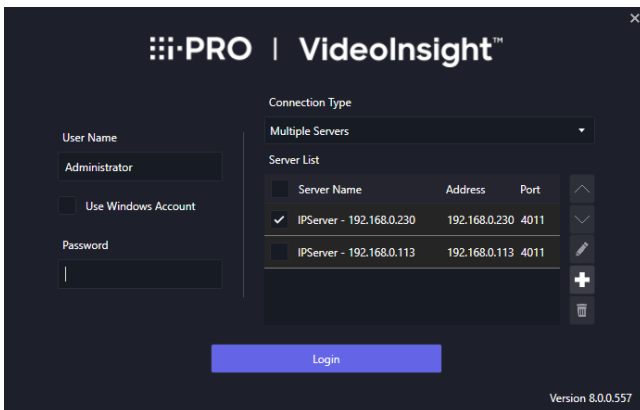 i-PRO | VideoInsight™
Connection Type
Multiple Servers
User Name
Administrator
Use Windows Account
Password
Server List
Server Name Address Port
IPServer - 192.168.0.230 192.168.0.230 4011
IPServer - 192.168.0.113 192.168.0.113 4011
Login
Version 8.0.0.557